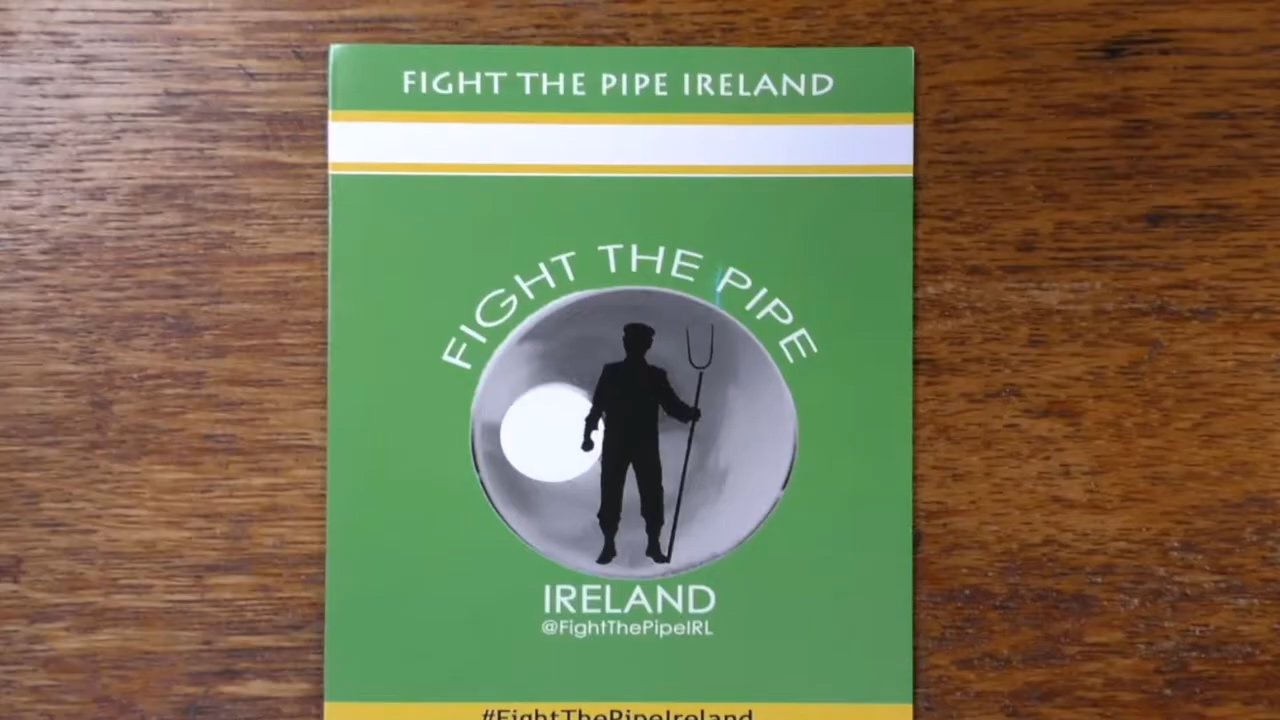 FIGHT THE PIPE IRELAND
FIGHT THE PIPE
IRELAND
@FightThePipeIRL
#FightThePipeIreland